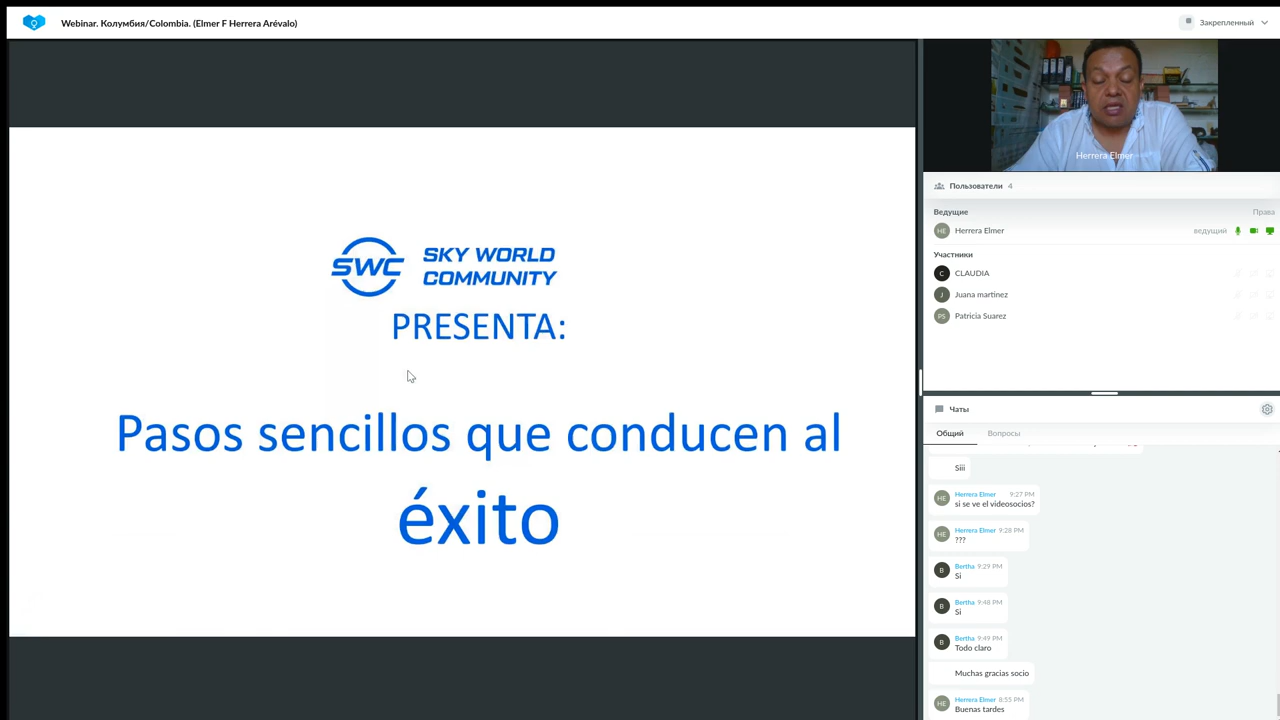 Webinar. Колумбия/Colombia. (Elmer F Herrera Arévalo)
Закрепленный
SWC SKY WORLD
COMMUNITY
PRESENTA:
Pasos sencillos que conducen al
éxito
Herrera Elmer
Пользователи 4
Ведущие Права
HE Herrera Elmer ведущий
Участники
C CLAUDIA
J Juana martinez
PS Patricia Suarez
Чаты
Общий Вопросы
Siii
HE Herrera Elmer 9:27 PM
si se ve el videosocios?
HE Herrera Elmer 9:28 PM
???
B Bertha 9:29 PM
Si
B Bertha 9:48 PM
Si
B Bertha 9:49 PM
Todo claro
Muchas gracias socio
HE Herrera Elmer 8:55 PM
Buenas tardes